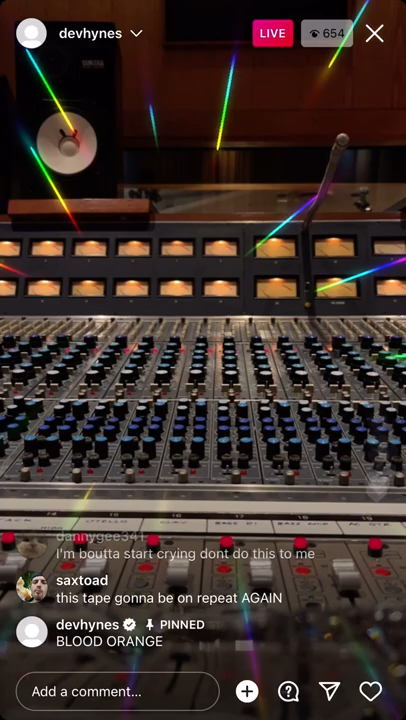 devhynes
LIVE
654
dannygee341
I'm boutta start crying dont do this to me
saxtoad
this tape gonna be on repeat AGAIN
devhynes PINNED
BLOOD ORANGE
Add a comment...